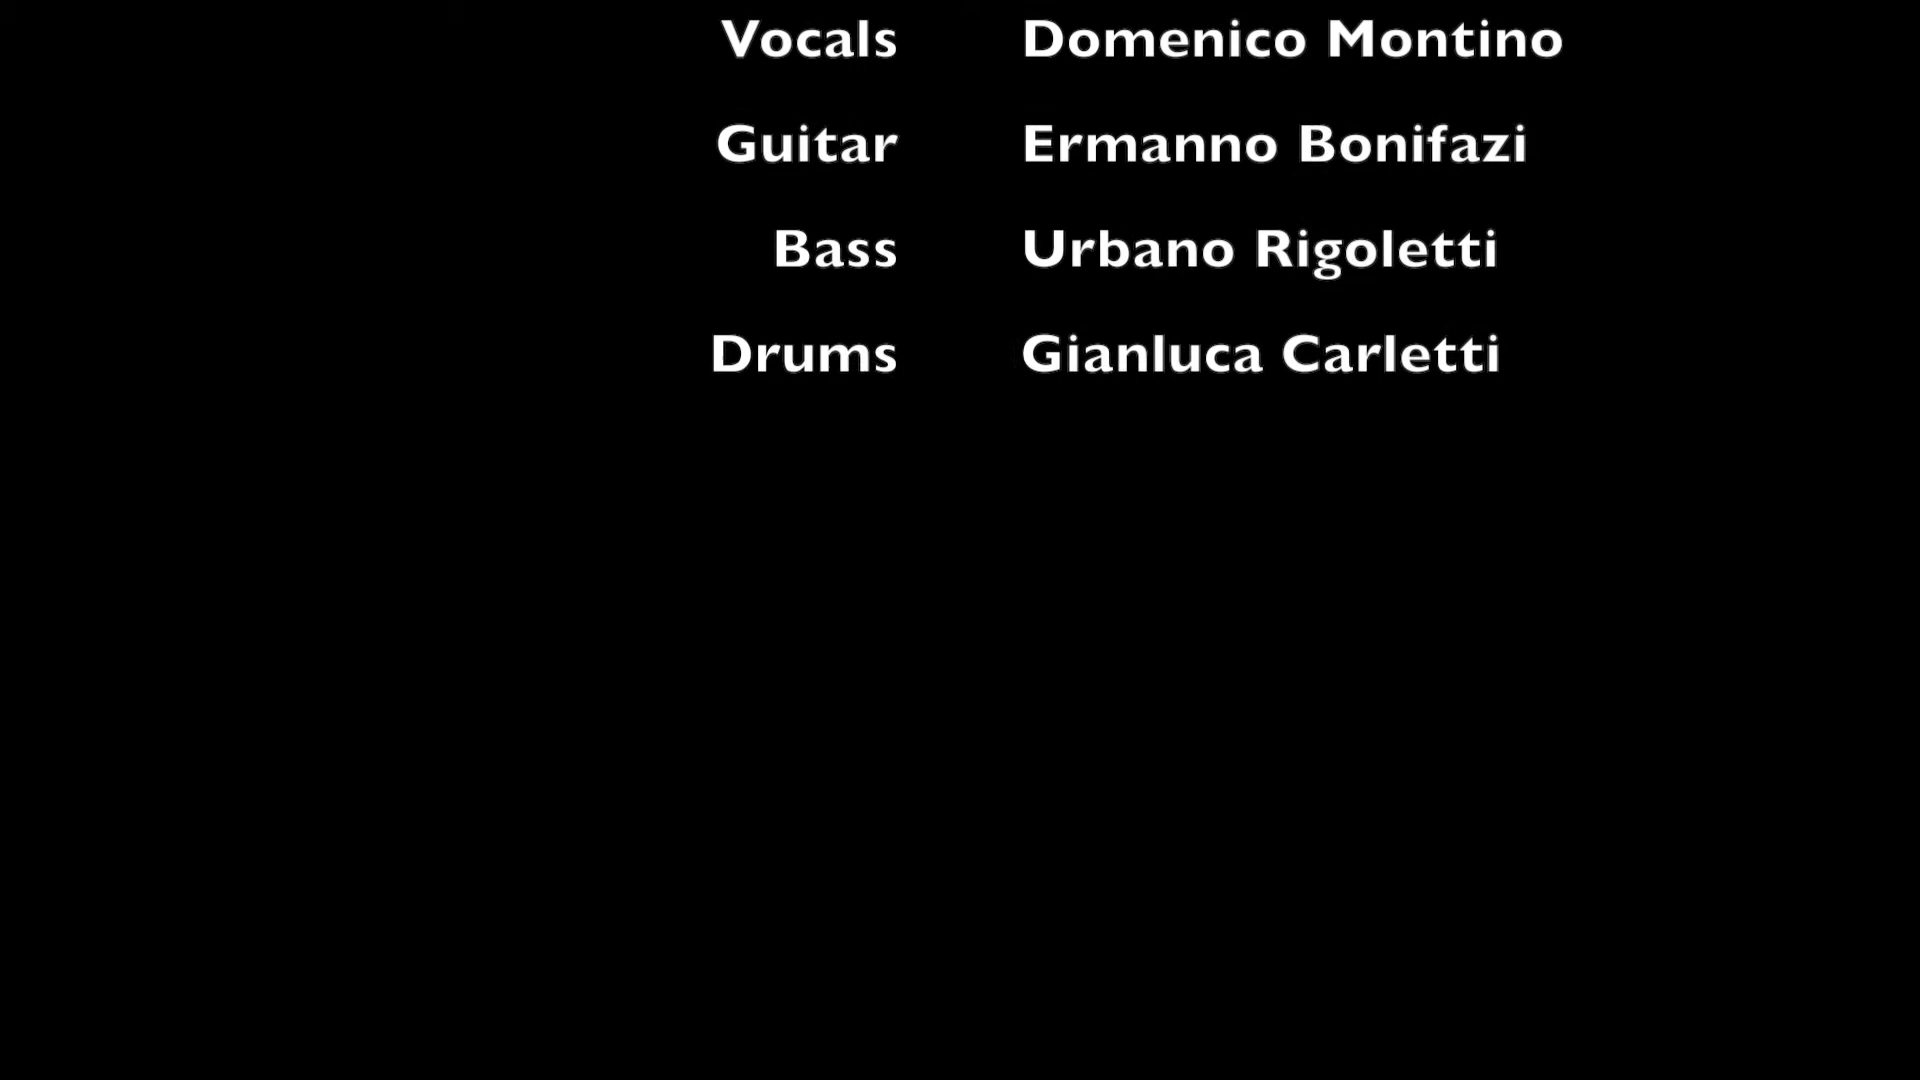 Vocals Domenico Montino
Guitar Ermanno Bonifazi
Bass Urbano Rigoletti
Drums Gianluca Carletti